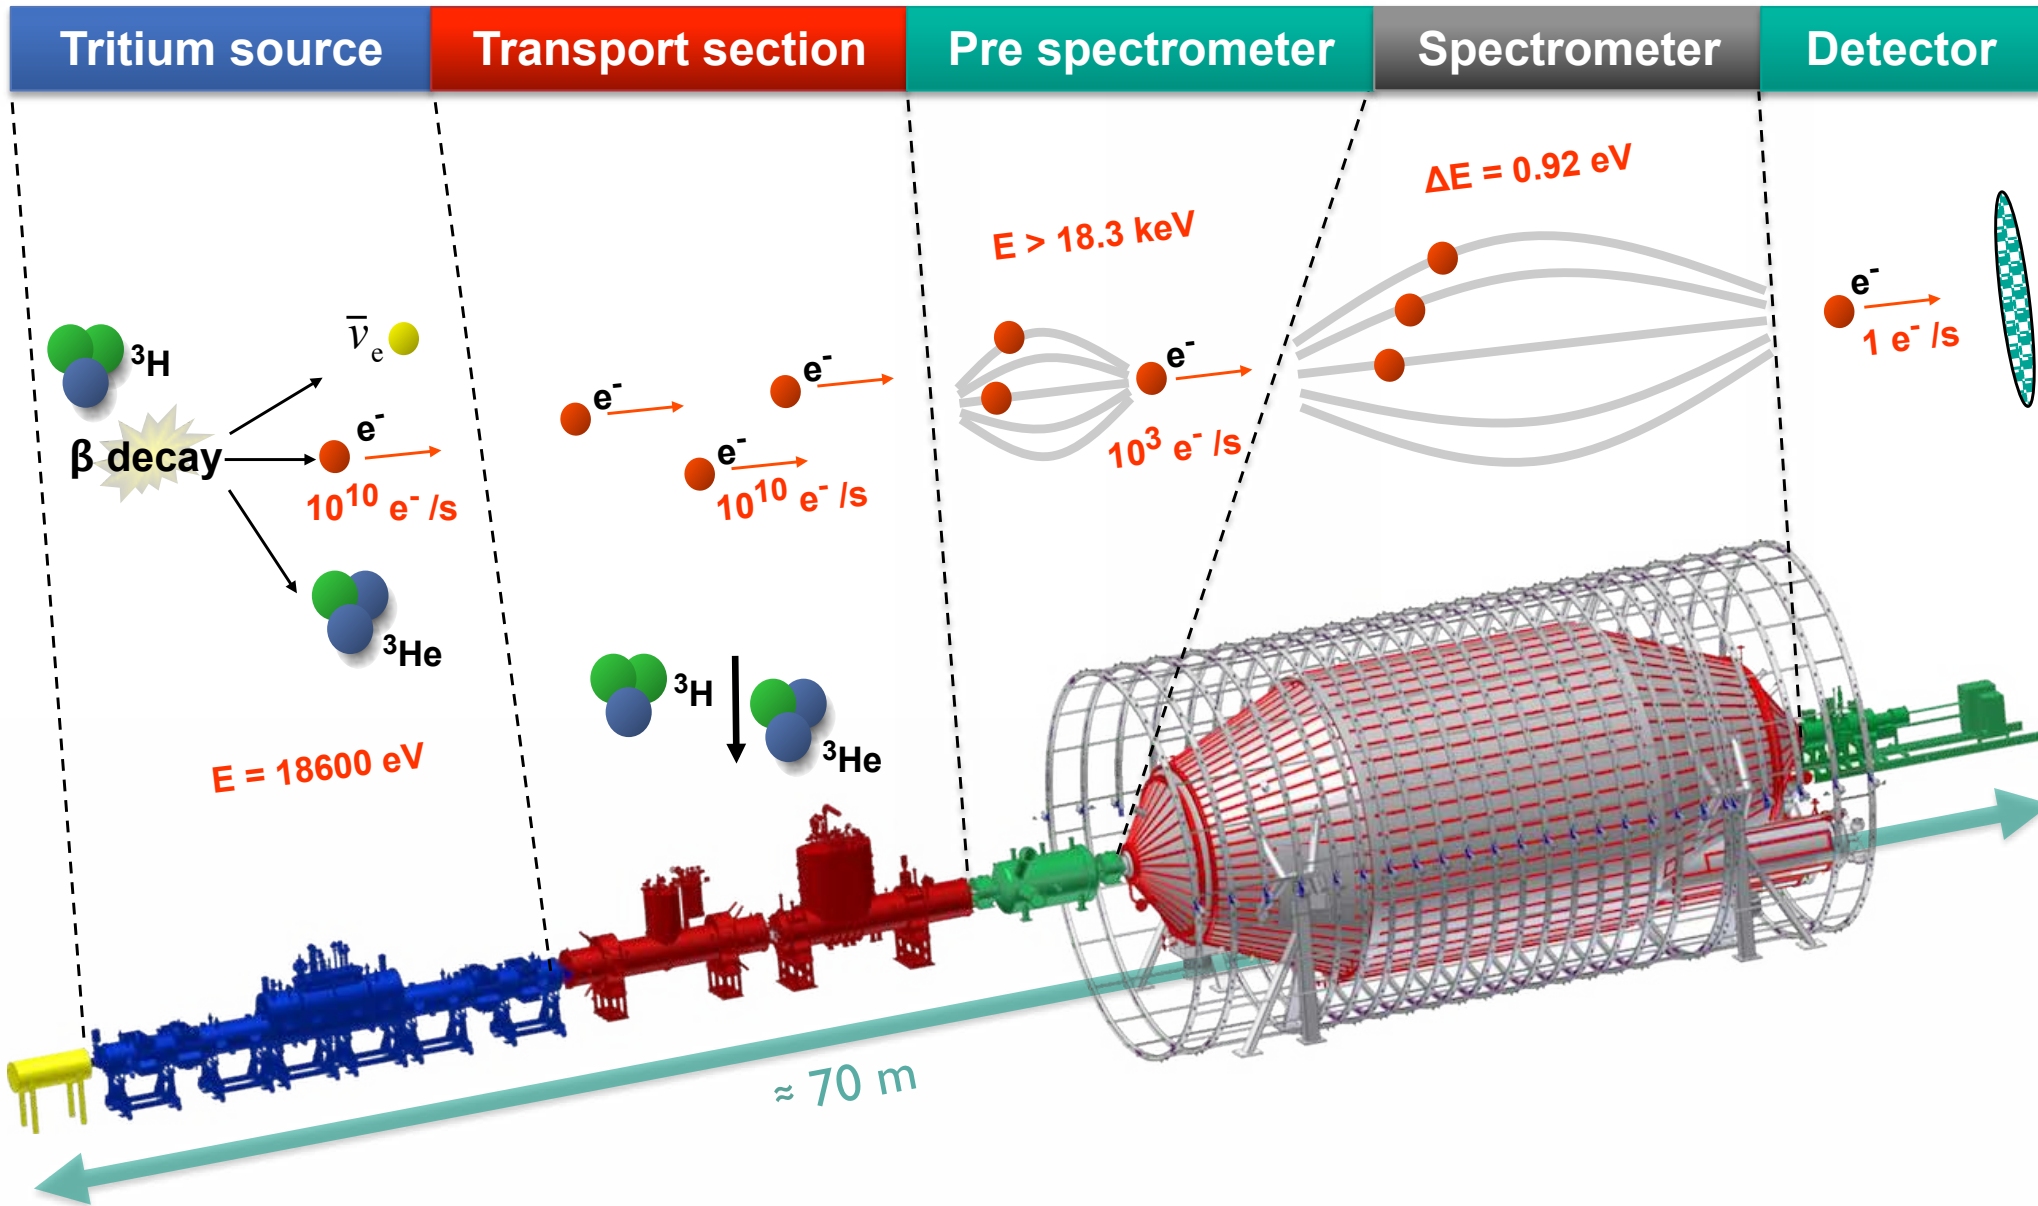 Tritium source
Transport section
Pre spectrometer
Spectrometer
Detector
ΔE = 0.92 eV
E > 18.3 keV
³H
ν̄ₑ
β decay
e⁻
10¹⁰ e⁻ /s
³He
E = 18600 eV
e⁻
e⁻
e⁻
10¹⁰ e⁻ /s
³H
³He
e⁻
10³ e⁻ /s
e⁻
1 e⁻ /s
≈ 70 m